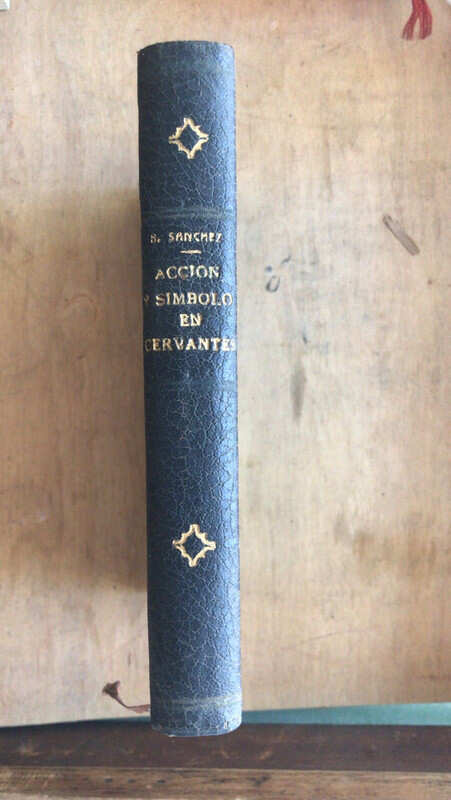 S. SANCHEZ
ACCION
Y SIMBOLO
EN
CERVANTES